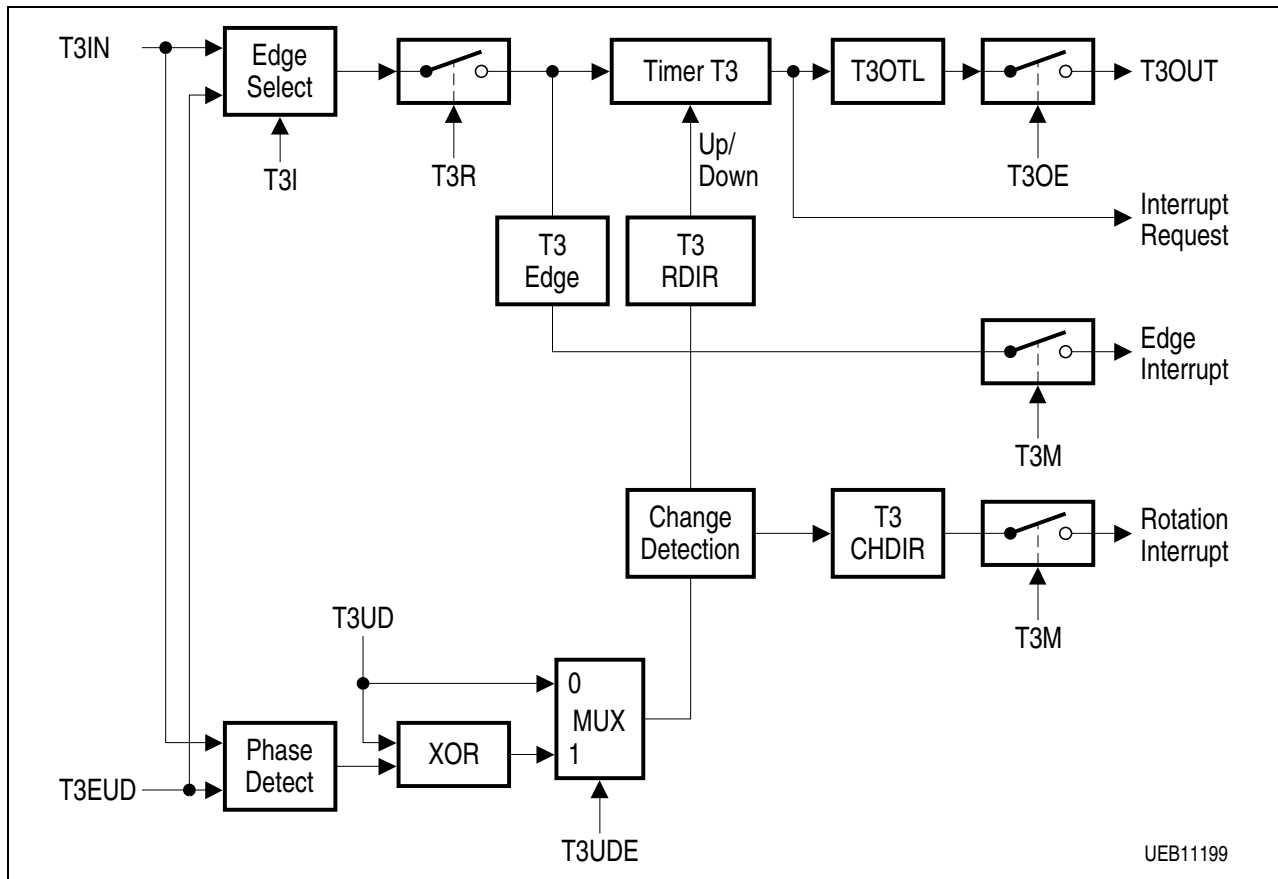 T3IN
Edge
Select
T3I
T3R
Timer T3
Up/
Down
T3OTL
T3OE
T3OUT
Interrupt
Request
T3
Edge
T3
RDIR
Edge
Interrupt
T3M
Change
Detection
T3
CHDIR
Rotation
Interrupt
T3M
T3UD
0
MUX
1
XOR
Phase
Detect
T3EUD
T3UDE
UEB11199